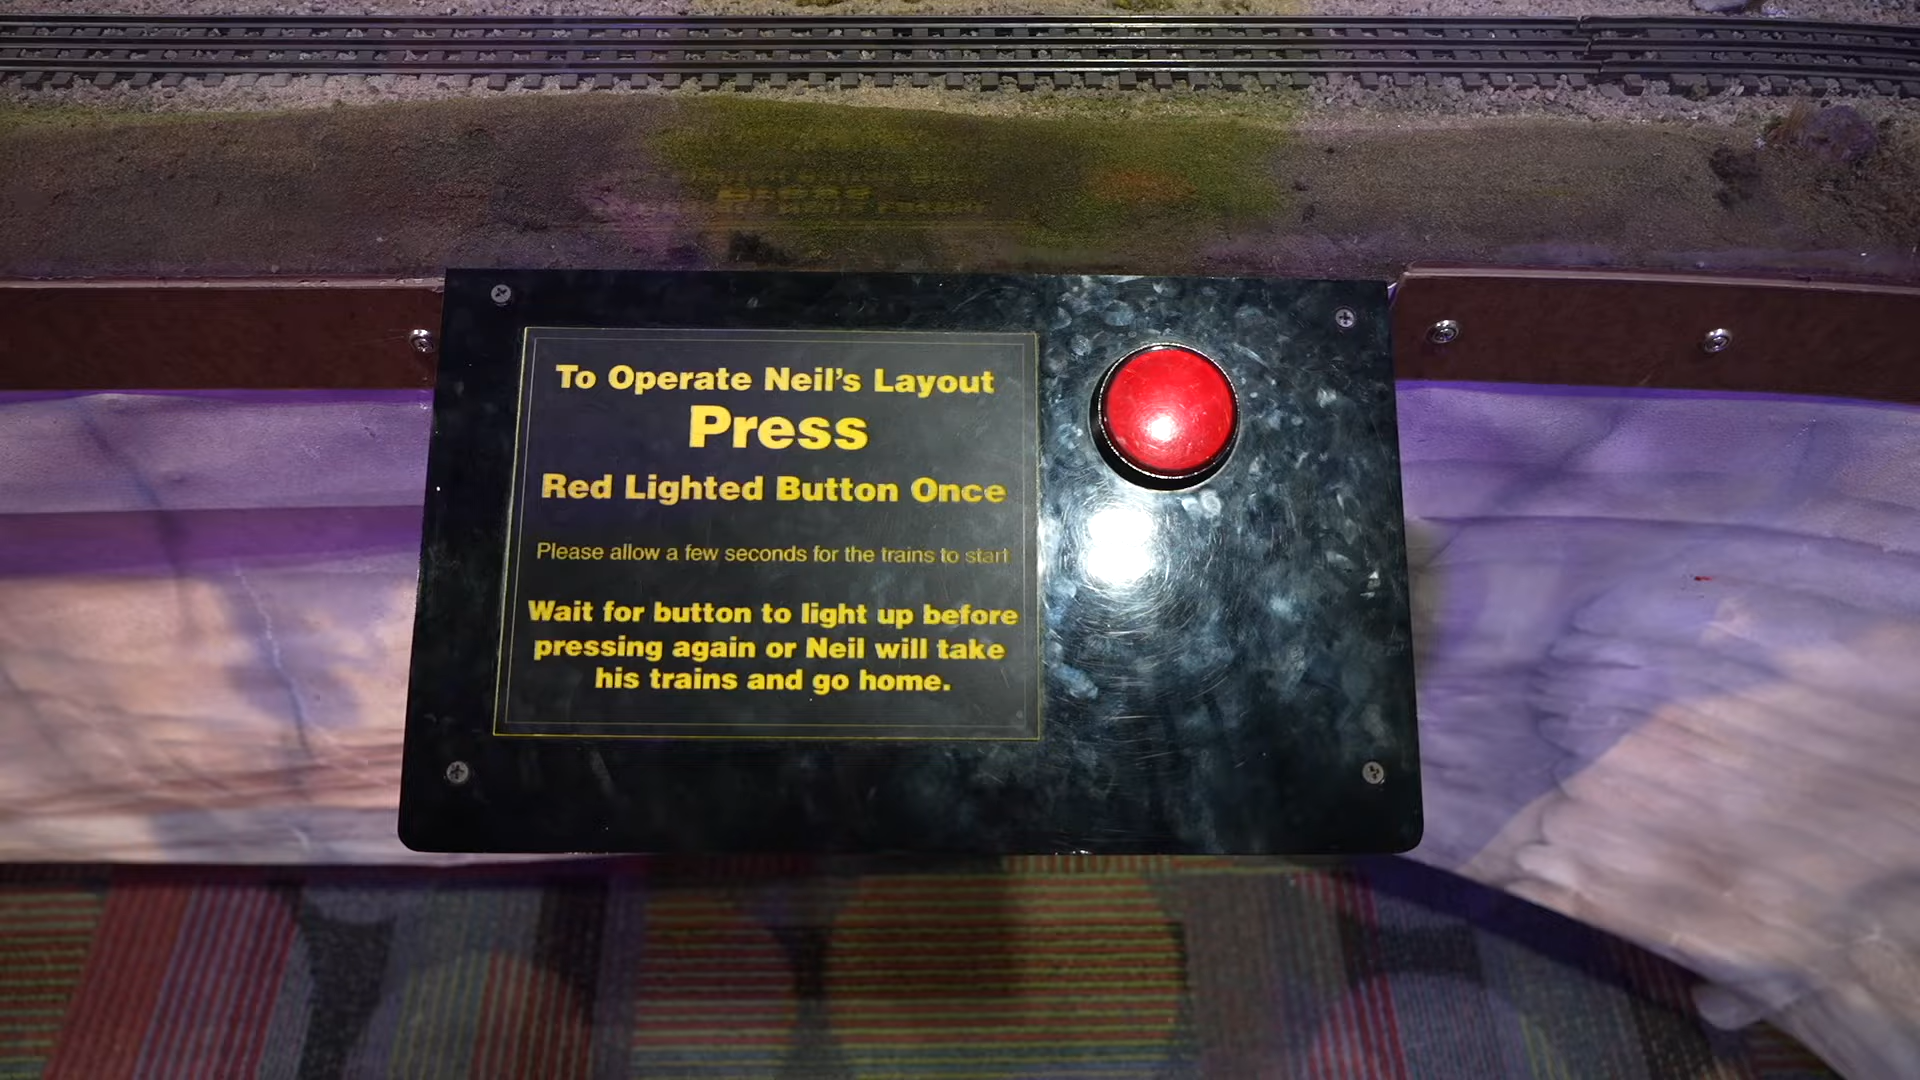 To Operate Neil's Layout
Press
Red Lighted Button Once
Please allow a few seconds for the trains to start
Wait for button to light up before
pressing again or Neil will take
his trains and go home.